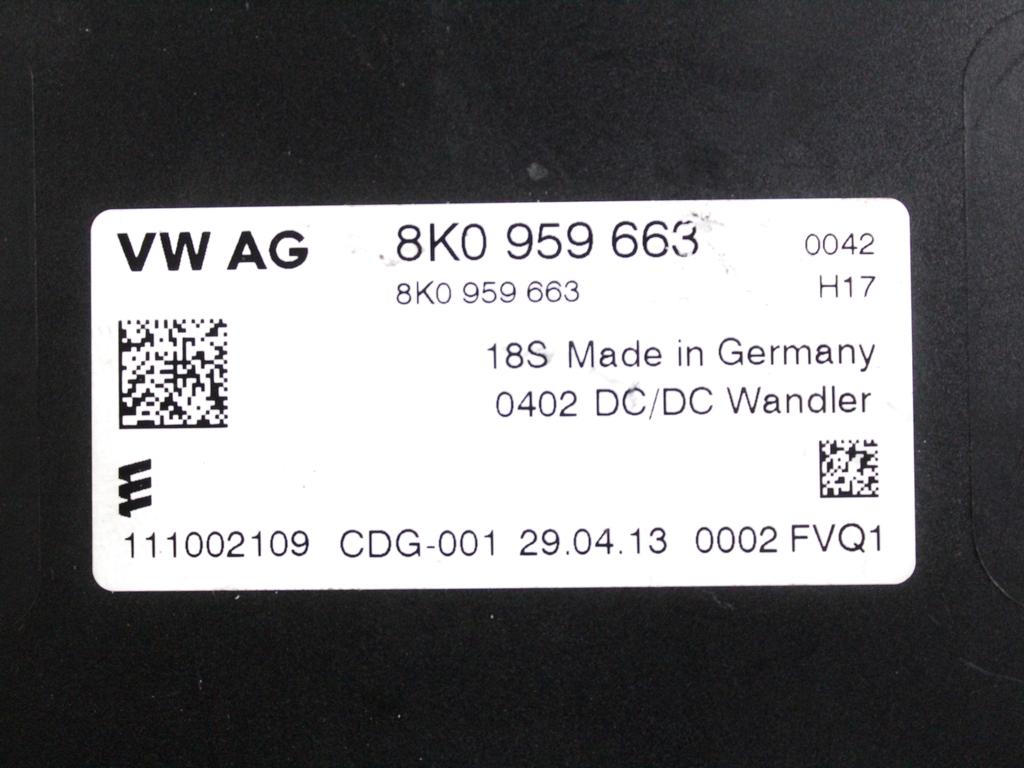 VW AG 8K0 959 663 0042
8K0 959 663 H17
18S Made in Germany
0402 DC/DC Wandler
111002109 CDG-001 29.04.13 0002 FVQ1